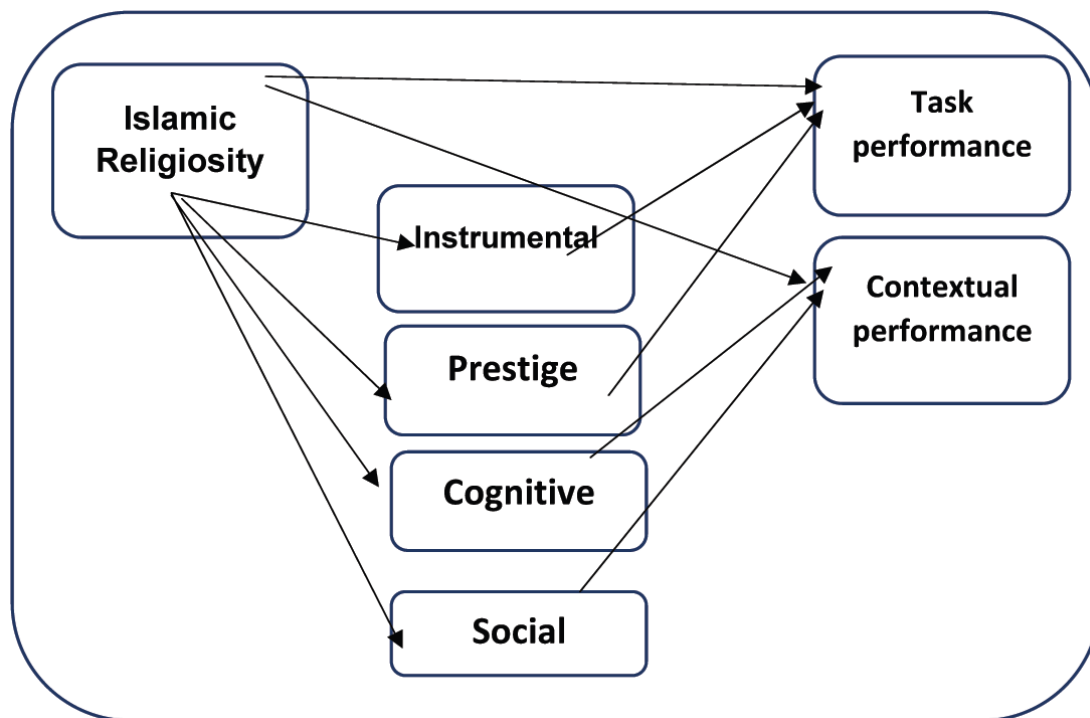 Islamic
Religiosity
Task
performance
Instrumental
Contextual
performance
Prestige
Cognitive
Social